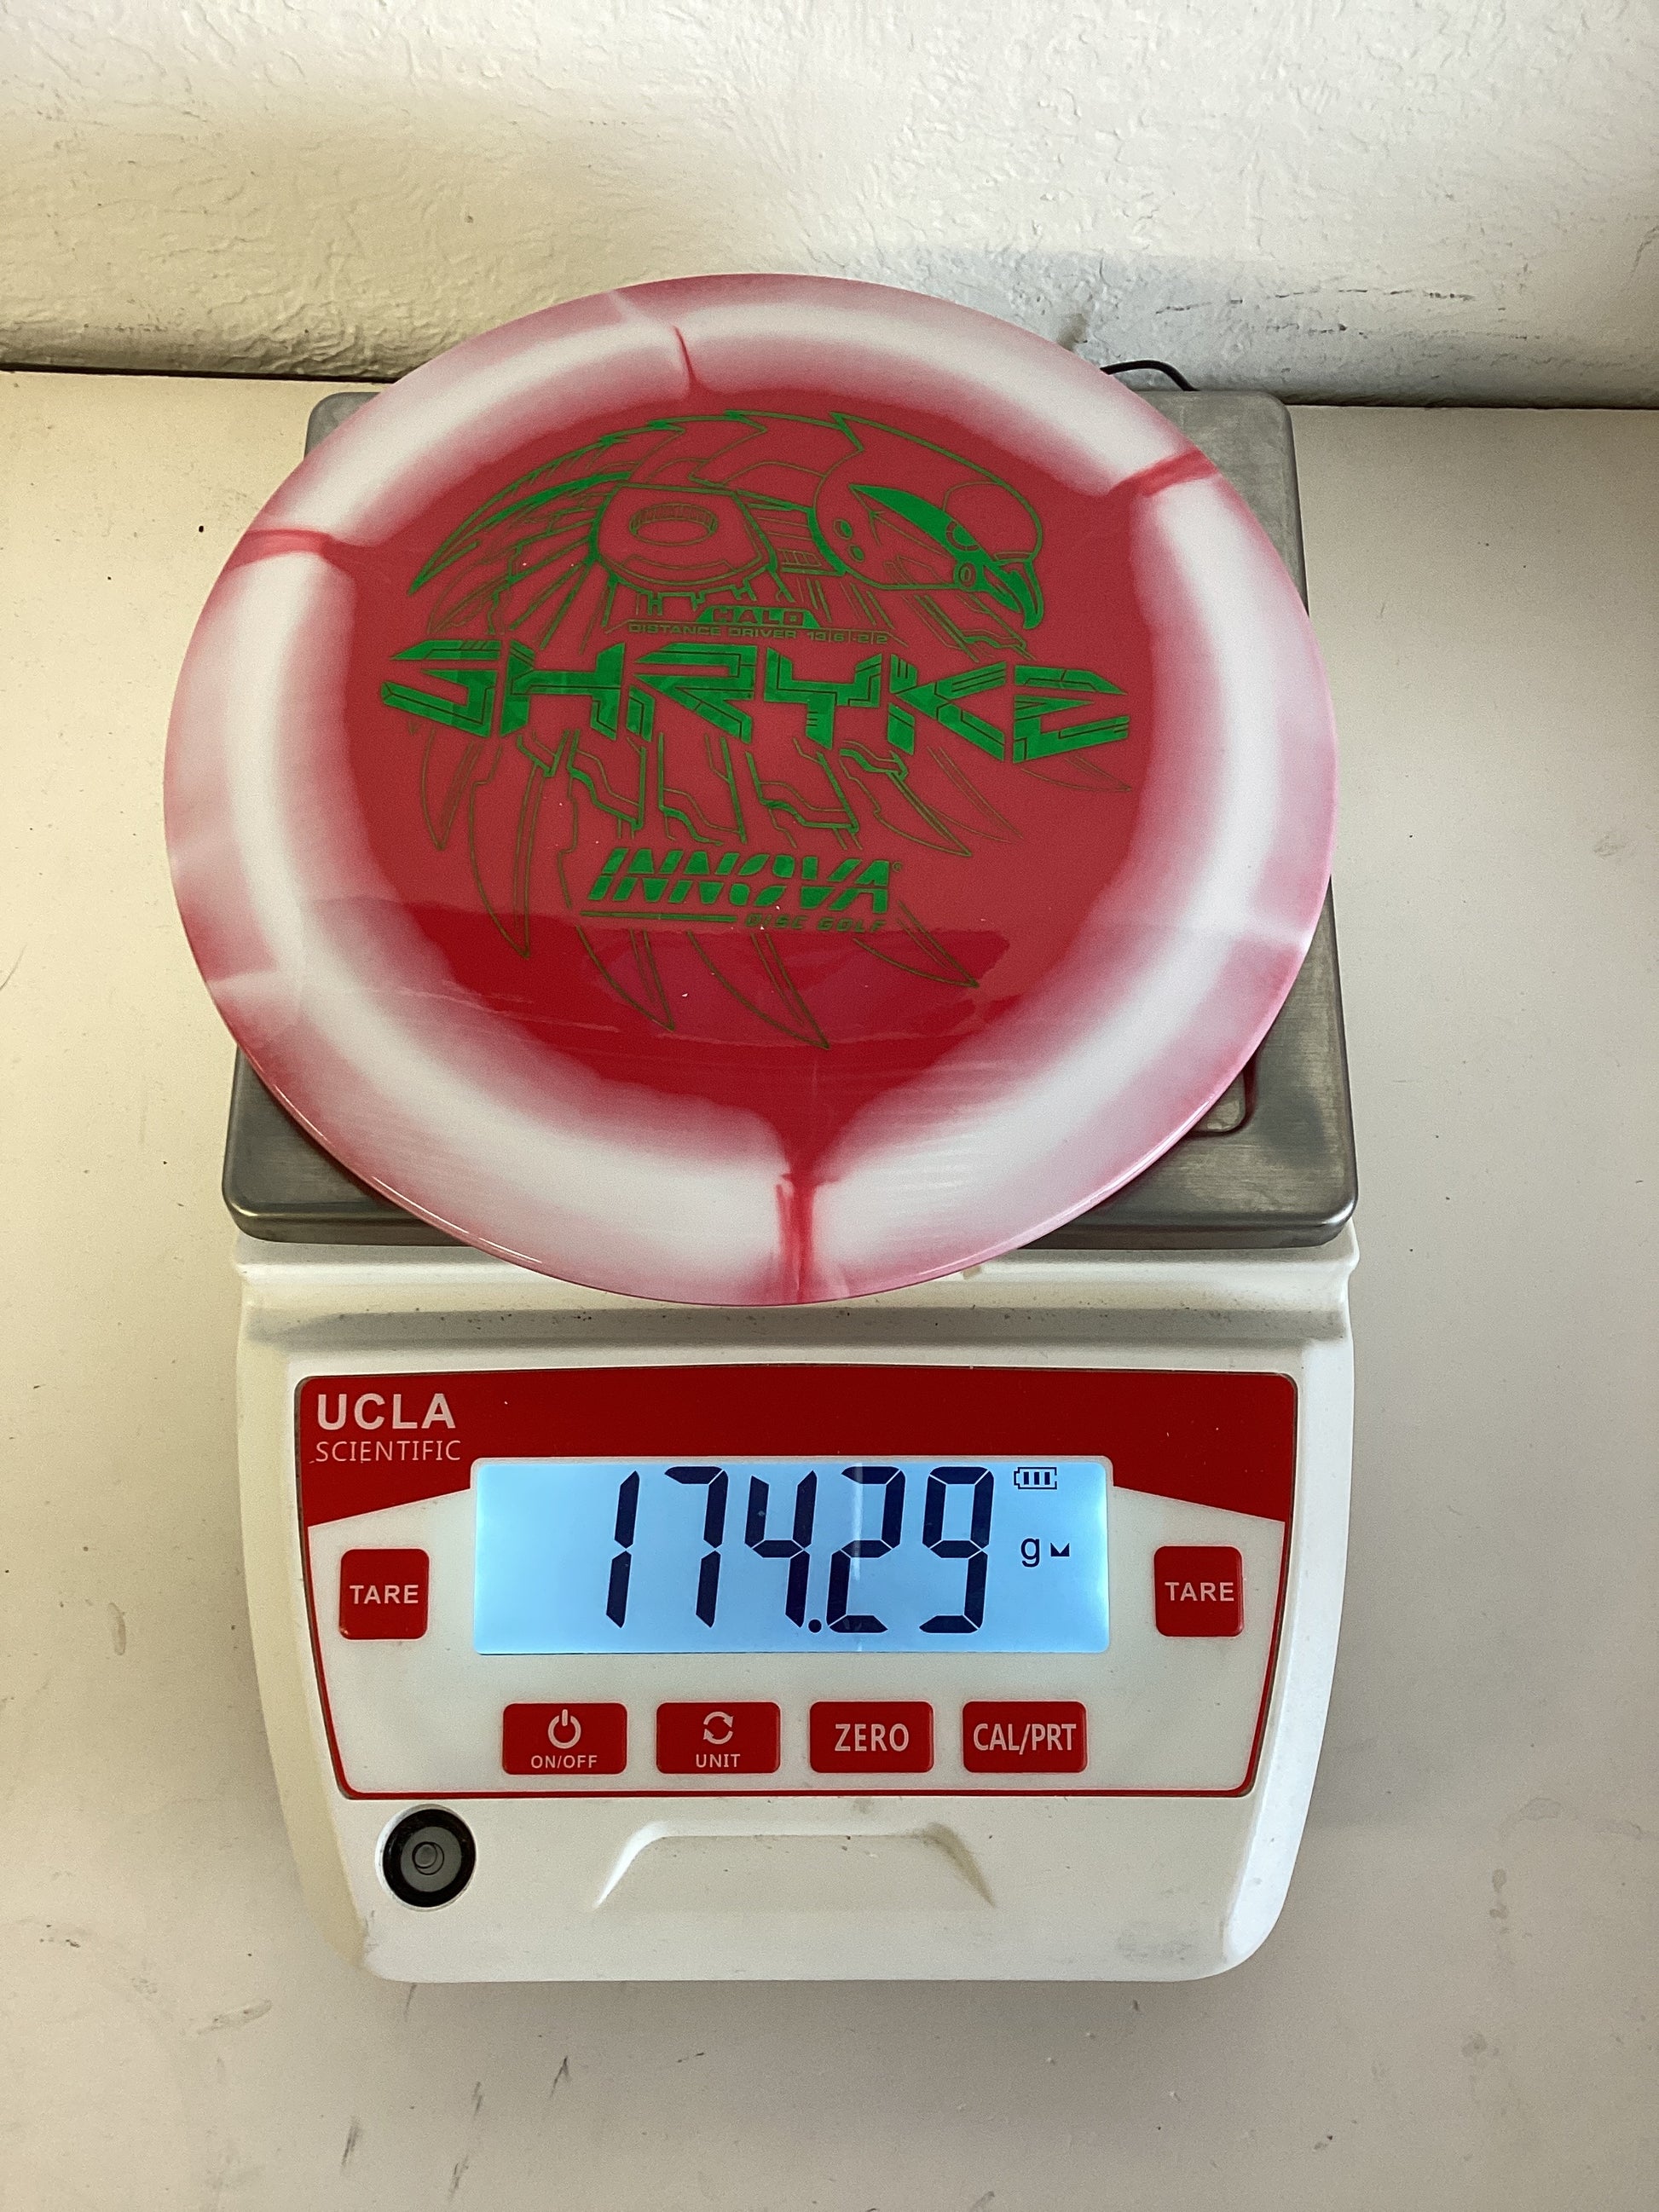 HALO
DISTANCE DRIVER 13|6|-2|2
SHRYKE
INNOVA
DISC GOLF
UCLA
SCIENTIFIC
174.29 g
TARE
TARE
ON/OFF
UNIT
ZERO
CAL/PRT